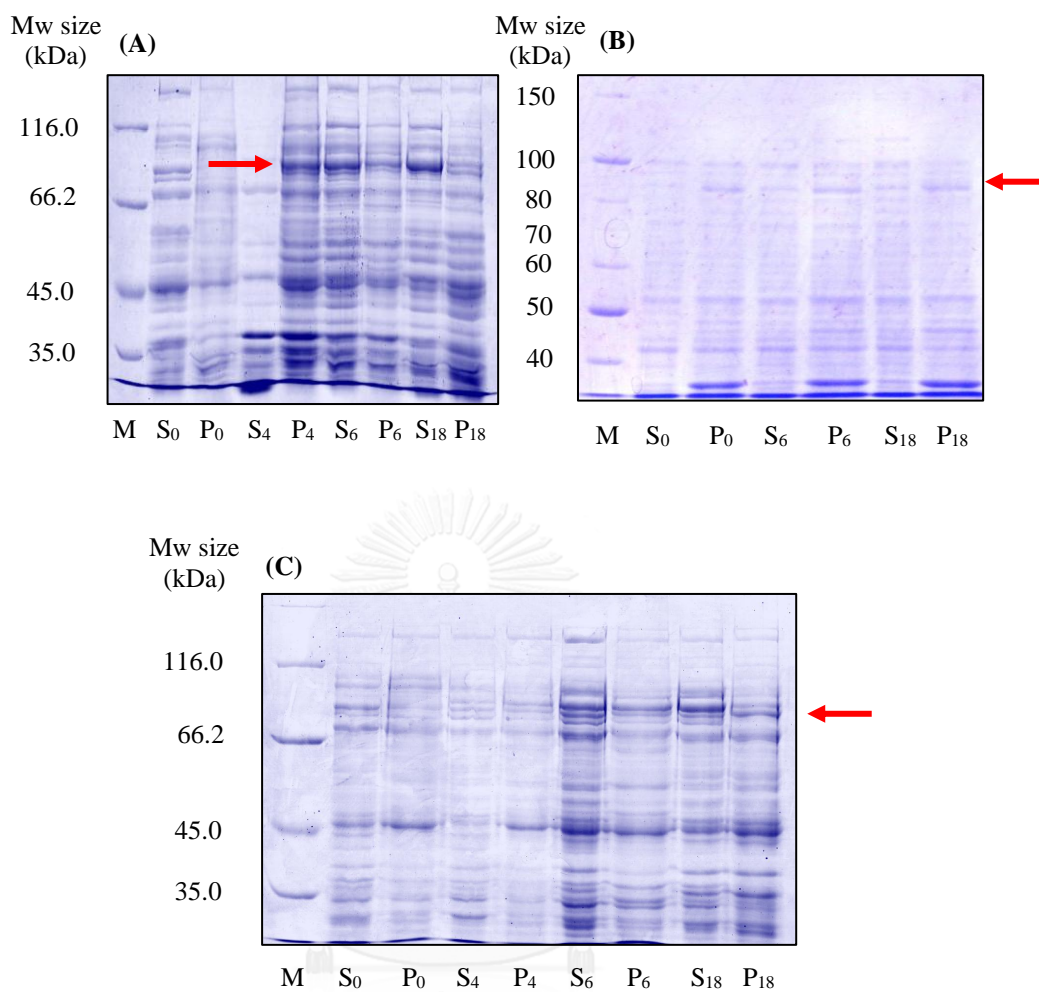 Mw size
(kDa)
(A)
116.0
66.2
45.0
35.0
M S₀ P₀ S₄ P₄ S₆ P₆ S₁₈ P₁₈
Mw size
(kDa)
(B)
150
100
80
70
60
50
40
M S₀ P₀ S₆ P₆ S₁₈ P₁₈
Mw size
(kDa)
(C)
116.0
66.2
45.0
35.0
M S₀ P₀ S₄ P₄ S₆ P₆ S₁₈ P₁₈